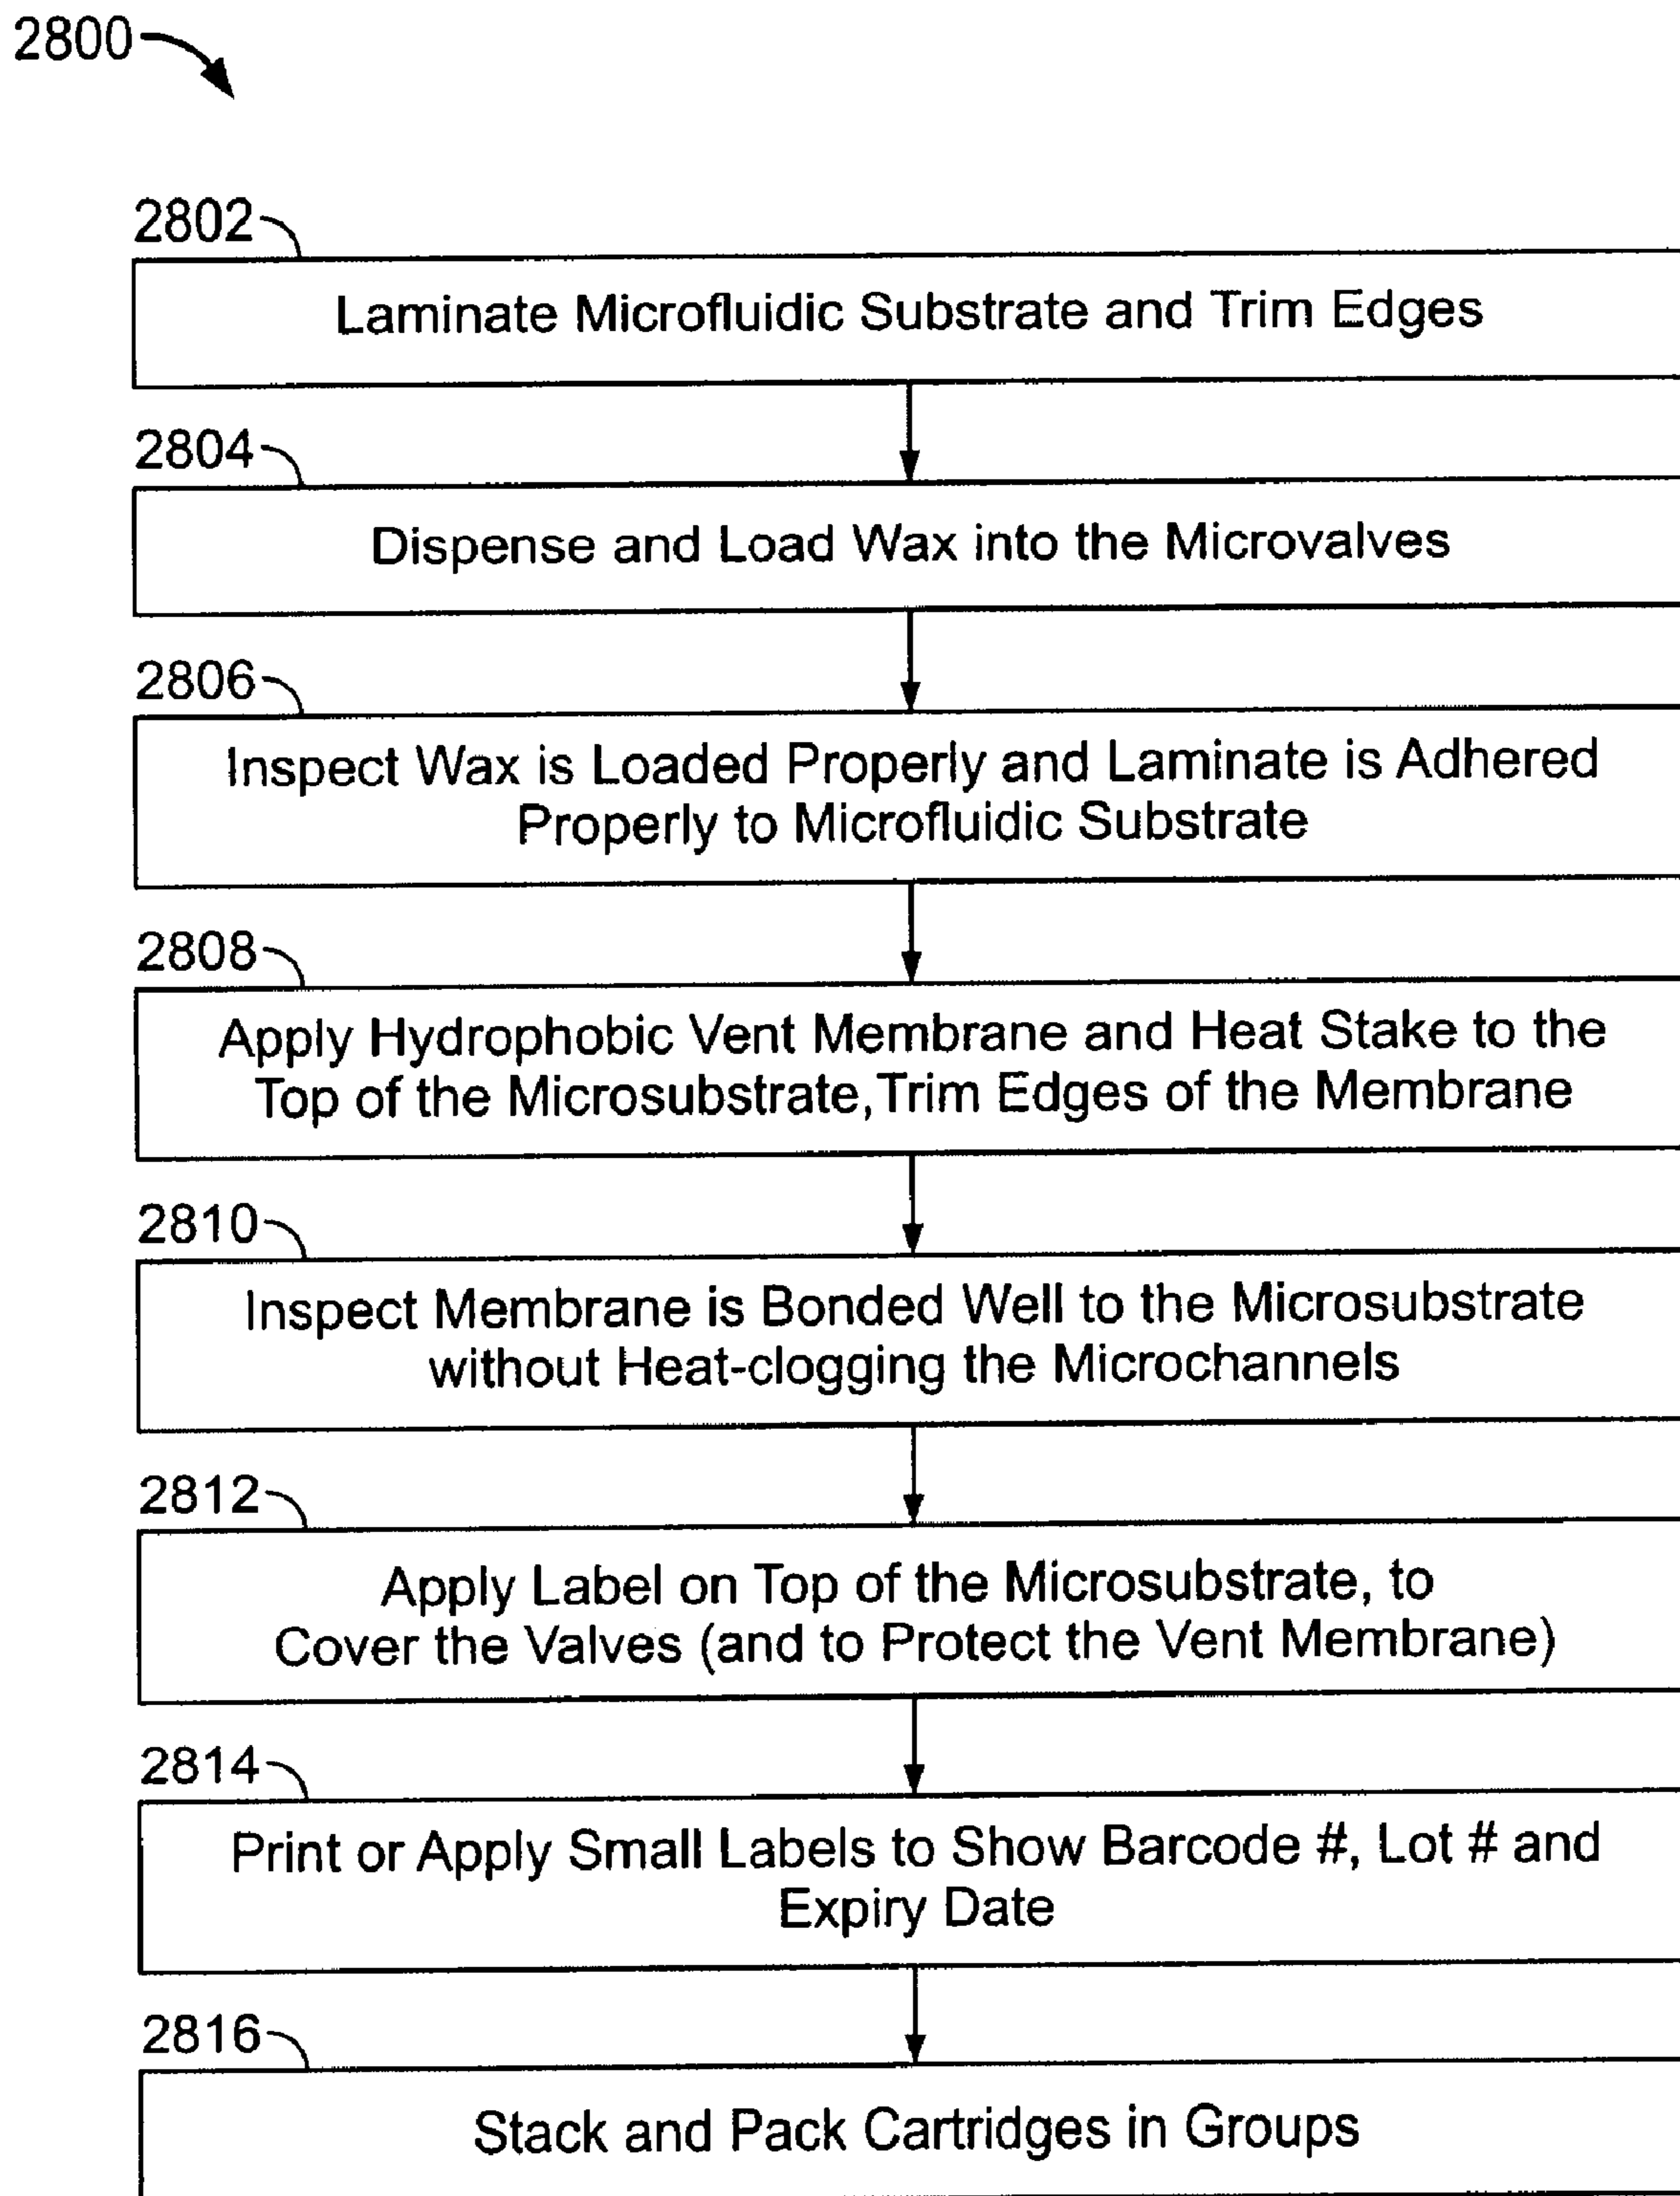 2800
2802
Laminate Microfluidic Substrate and Trim Edges
2804
Dispense and Load Wax into the Microvalves
2806
Inspect Wax is Loaded Properly and Laminate is Adhered
Properly to Microfluidic Substrate
2808
Apply Hydrophobic Vent Membrane and Heat Stake to the
Top of the Microsubstrate, Trim Edges of the Membrane
2810
Inspect Membrane is Bonded Well to the Microsubstrate
without Heat-clogging the Microchannels
2812
Apply Label on Top of the Microsubstrate, to
Cover the Valves (and to Protect the Vent Membrane)
2814
Print or Apply Small Labels to Show Barcode #, Lot # and
Expiry Date
2816
Stack and Pack Cartridges in Groups